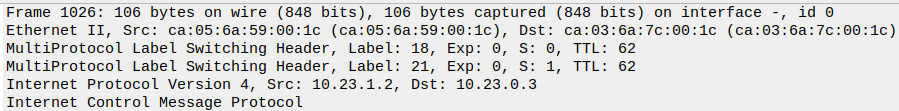 Frame 1026: 106 bytes on wire (848 bits), 106 bytes captured (848 bits) on interface -, id 0
Ethernet II, Src: ca:05:6a:59:00:1c (ca:05:6a:59:00:1c), Dst: ca:03:6a:7c:00:1c (ca:03:6a:7c:00:1c)
MultiProtocol Label Switching Header, Label: 18, Exp: 0, S: 0, TTL: 62
MultiProtocol Label Switching Header, Label: 21, Exp: 0, S: 1, TTL: 62
Internet Protocol Version 4, Src: 10.23.1.2, Dst: 10.23.0.3
Internet Control Message Protocol